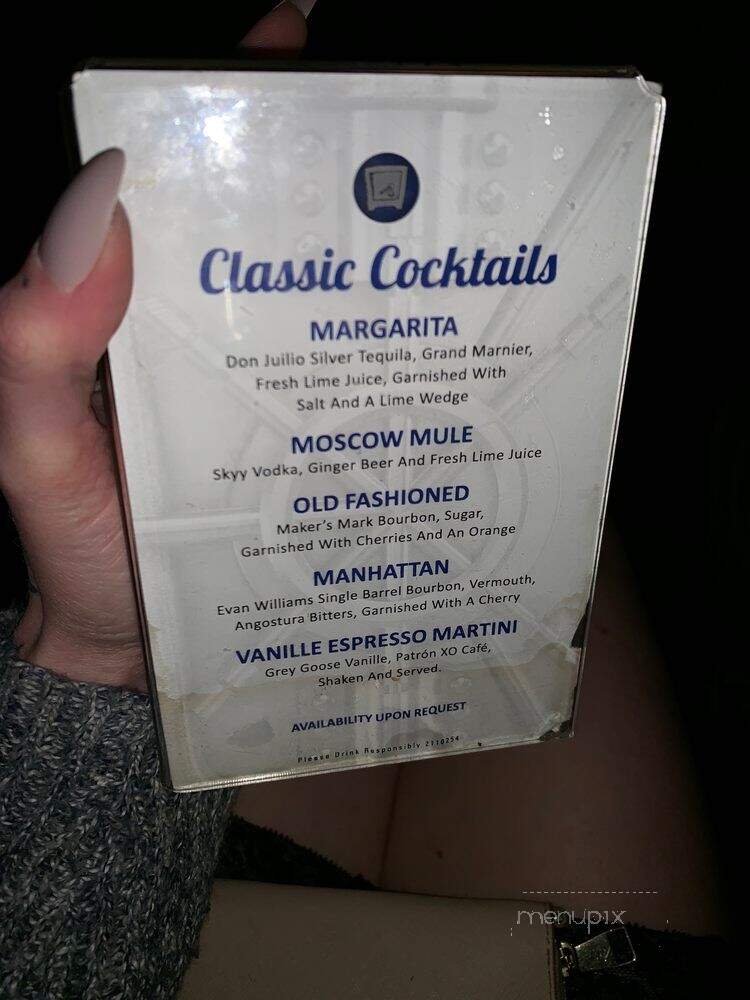 Classic Cocktails
MARGARITA
Don Juilio Silver Tequila, Grand Marnier,
Fresh Lime Juice, Garnished With
Salt And A Lime Wedge
MOSCOW MULE
Skyy Vodka, Ginger Beer And Fresh Lime Juice
OLD FASHIONED
Maker's Mark Bourbon, Sugar,
Garnished With Cherries And An Orange
MANHATTAN
Evan Williams Single Barrel Bourbon, Vermouth,
Angostura Bitters, Garnished With A Cherry
VANILLE ESPRESSO MARTINI
Grey Goose Vanille, Patrón XO Café,
Shaken And Served.
AVAILABILITY UPON REQUEST
Please Drink Responsibly 2110254
menupix